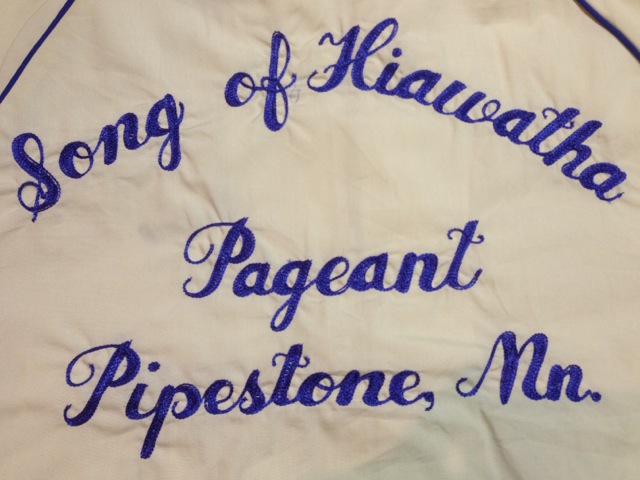 Song of Hiawatha
Pageant
Pipestone, Mn.